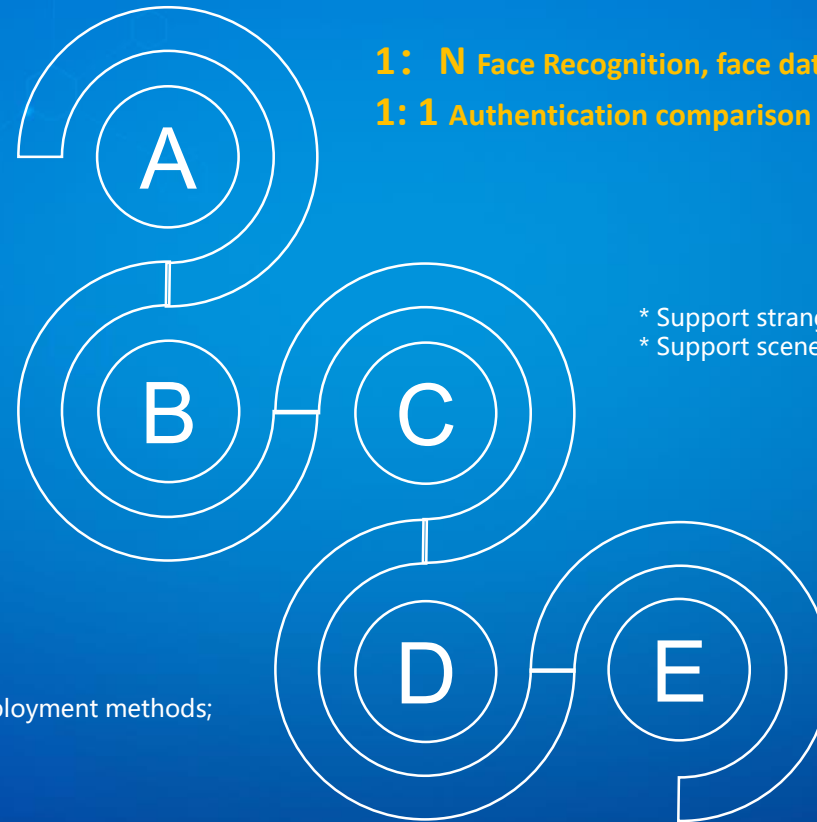 1： N Face Recognition, face dat
1: 1 Authentication comparison
A
* Support strang
* Support scene
B
C
ployment methods;
D
E